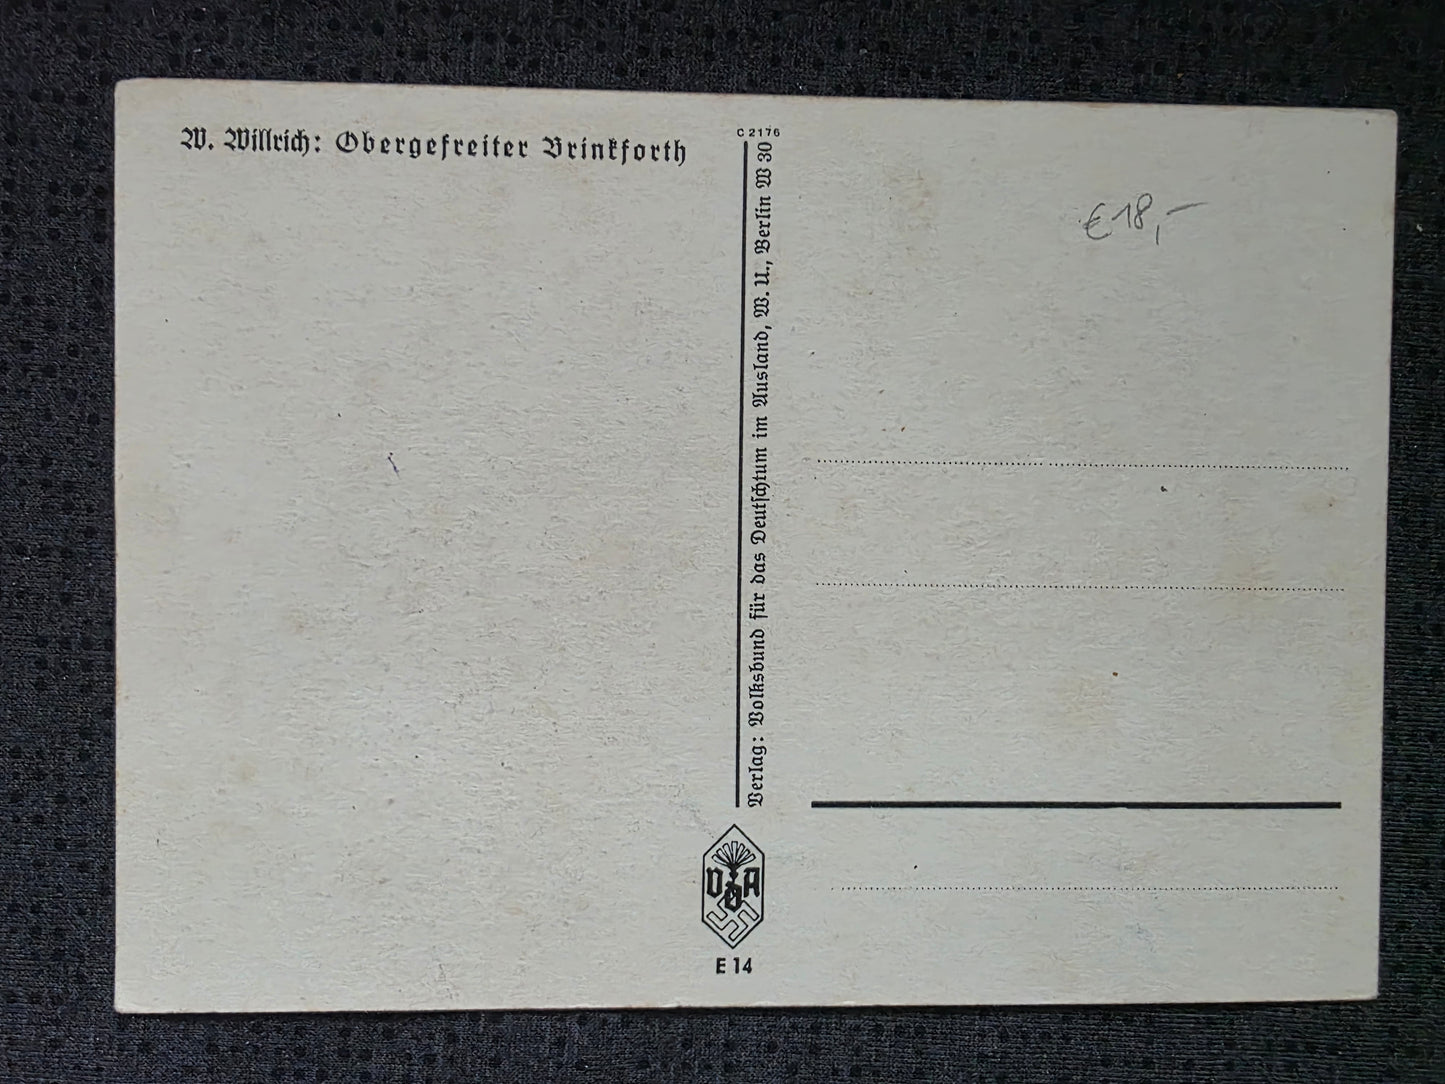 W. Willrich: Obergefreiter Brinkforth
C 2176
Verlag: Volksbund für das Deutschtum im Ausland, W. U., Berlin W 30
€ 18,-
VDA
E 14